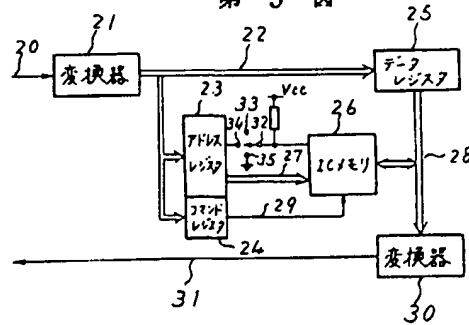 第 5 図
20
21
22
25
変換器
データ
レジスタ
23
Vcc
33
26
34
32
アドレス
レジスタ
35
27
ICメモリ
28
コマンド
レジスタ
29
24
変換器
31
30